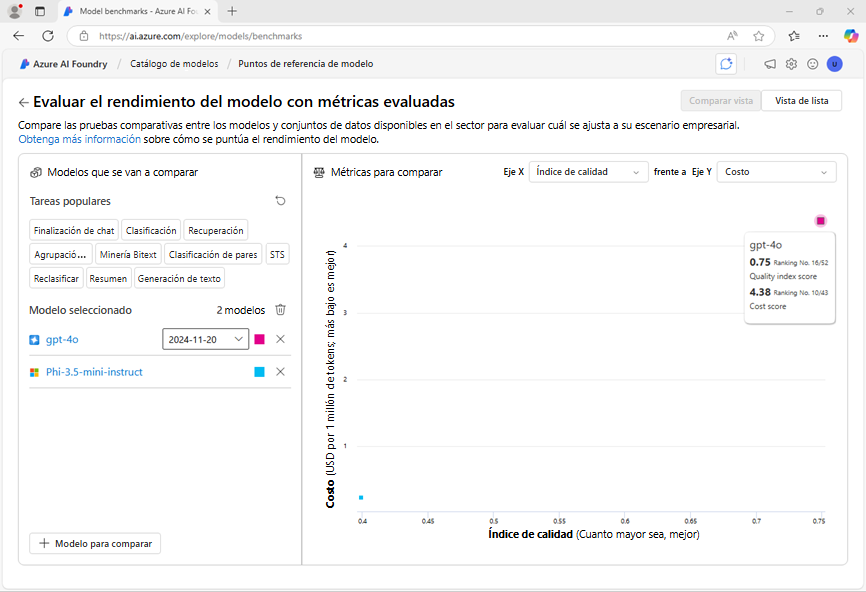 Model benchmarks - Azure AI Fou
https://ai.azure.com/explore/models/benchmarks
Azure AI Foundry / Catálogo de modelos / Puntos de referencia de modelo
U
Evaluar el rendimiento del modelo con métricas evaluadas
Comparar vista
Vista de lista
Compare las pruebas comparativas entre los modelos y conjuntos de datos disponibles en el sector para evaluar cuál se ajusta a su escenario empresarial.
Obtenga más información sobre cómo se puntúa el rendimiento del modelo.
Modelos que se van a comparar
Tareas populares
Finalización de chat
Clasificación
Recuperación
Agrupació...
Minería Bitext
Clasificación de pares
STS
Reclasificar
Resumen
Generación de texto
Modelo seleccionado
2 modelos
gpt-4o
2024-11-20
Phi-3.5-mini-instruct
+ Modelo para comparar
Métricas para comparar
Eje X
Índice de calidad
frente a Eje Y
Costo
Costo (USD por 1 millón de tokens; más bajo es mejor)
4
3
2
1
gpt-4o
0.75 Ranking No. 16/52
Quality index score
4.38 Ranking No. 10/43
Cost score
0.4 0.45 0.5 0.55 0.6 0.65 0.7 0.75
Índice de calidad (Cuanto mayor sea, mejor)